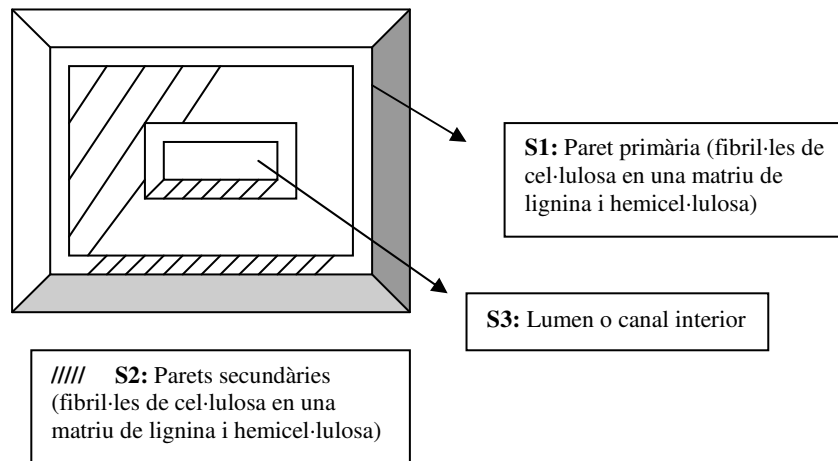 S1: Paret primària (fibril·les de
cel·lulosa en una matriu de
lignina i hemicel·lulosa)
S3: Lumen o canal interior
///// S2: Parets secundàries
(fibril·les de cel·lulosa en una
matriu de lignina i hemicel·lulosa)